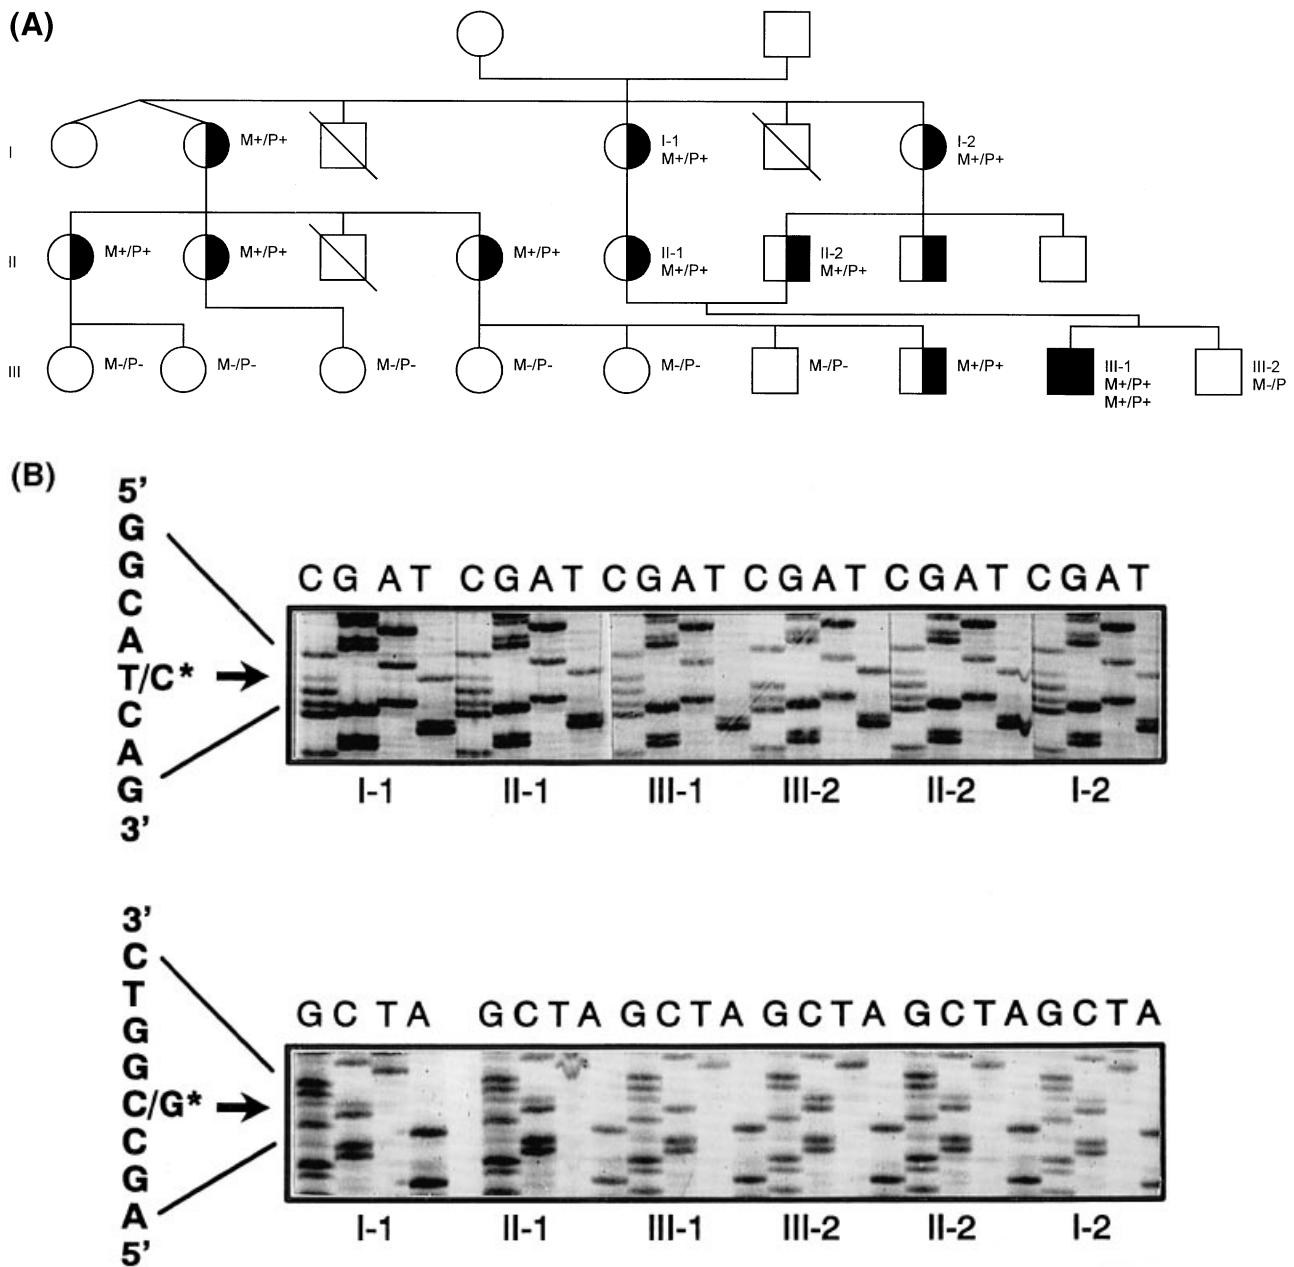 (A)
I
M+/P+
I-1
M+/P+
I-2
M+/P+
II
M+/P+
M+/P+
M+/P+
II-1
M+/P+
II-2
M+/P+
III
M-/P-
M-/P-
M-/P-
M-/P-
M-/P-
M-/P-
M+/P+
III-1
M+/P+
M+/P+
III-2
M-/P
(B)
5’
G
G
C
A
T/C*
C
A
G
3’
C G A T C G A T C G A T C G A T C G A T C G A T
I-1 II-1 III-1 III-2 II-2 I-2
3’
C
T
G
G
C/G*
C
G
A
5’
G C T A G C T A G C T A G C T A G C T A G C T A
I-1 II-1 III-1 III-2 II-2 I-2